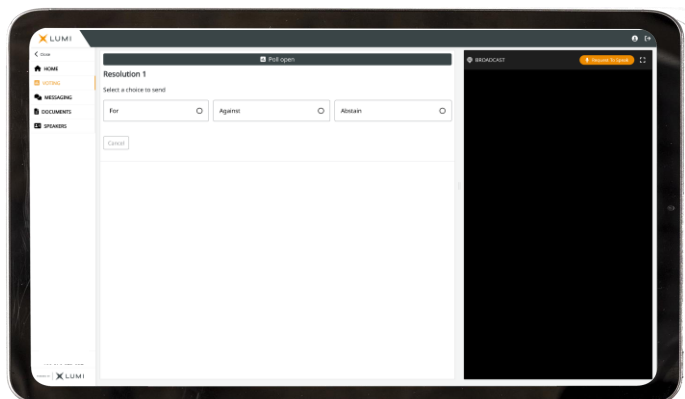 LUMI
Close
HOME
VOTING
MESSAGING
DOCUMENTS
SPEAKERS
Poll open
Resolution 1
Select a choice to send
For
Against
Abstain
Cancel
BROADCAST
Request To Speak
LUMI